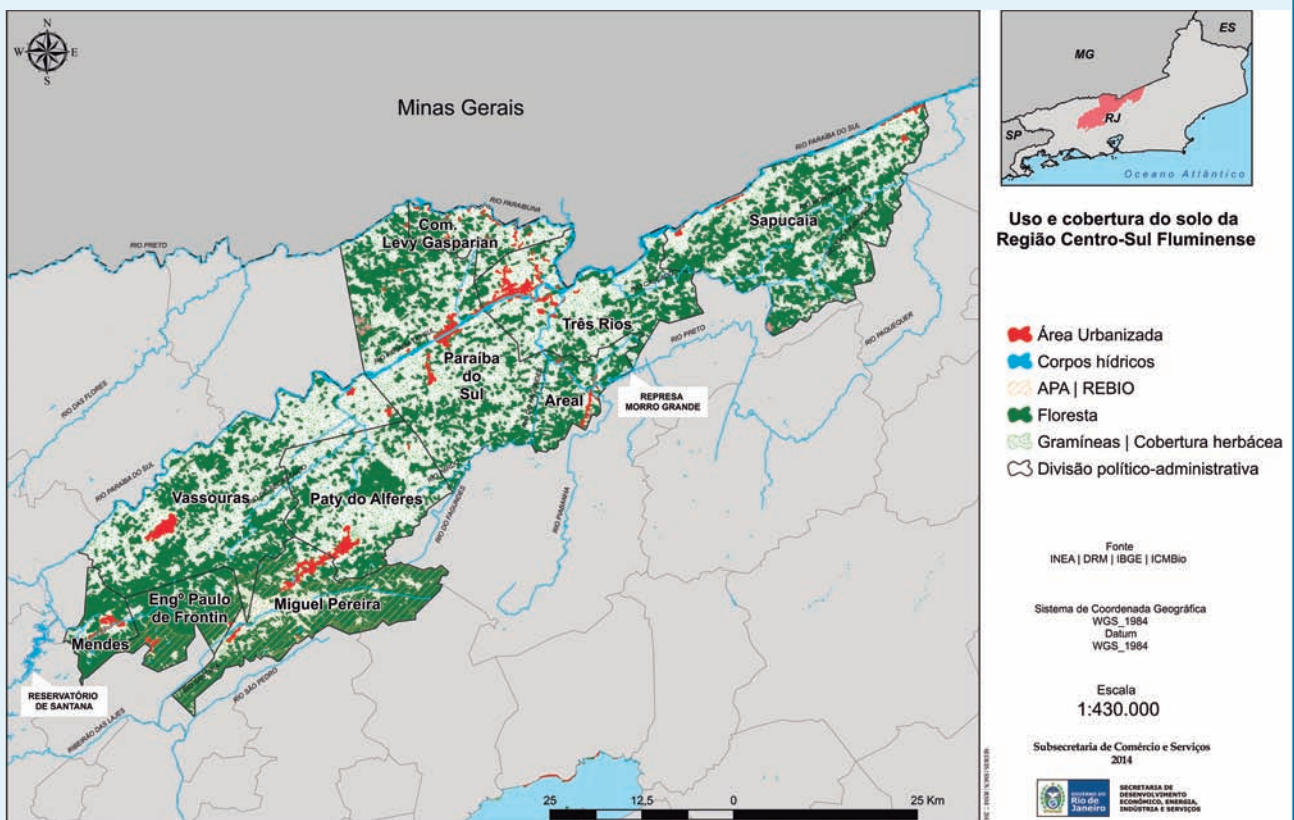 N
W
E
S
Minas Gerais
RIO PARAÍBA DO SUL
RIO PARAIBUNA
RIO PRETO
Com.
Levy Gasparian
Sapucaia
Três Rios
RIO PRETO
RIO PAQUEQUER
Paraíba
do
Sul
Areal
REPRESA
MORRO GRANDE
RIO DAS FLORES
RIO PARAÍBA DO SUL
Vassouras
Paty do Alferes
RIO DO FAGUNDES
RIO PIABANHA
Engº Paulo
de Frontin
Miguel Pereira
Mendes
RIO SÃO PEDRO
RESERVATÓRIO
DE SANTANA
RIBEIRÃO DAS LAJES
25
12,5
0
25 Km
ES
MG
RJ
SP
Oceano Atlântico
Uso e cobertura do solo da
Região Centro-Sul Fluminense
Área Urbanizada
Corpos hídricos
APA | REBIO
Floresta
Gramíneas | Cobertura herbácea
Divisão político-administrativa
Fonte
INEA | DRM | IBGE | ICMBio
Sistema de Coordenada Geográfica
WGS_1984
Datum
WGS_1984
Escala
1:430.000
Subsecretaria de Comércio e Serviços
2014
GOVERNO DO
Rio de
Janeiro
SECRETARIA DE
DESENVOLVIMENTO
ECONÔMICO, ENERGIA,
INDÚSTRIA E SERVIÇOS